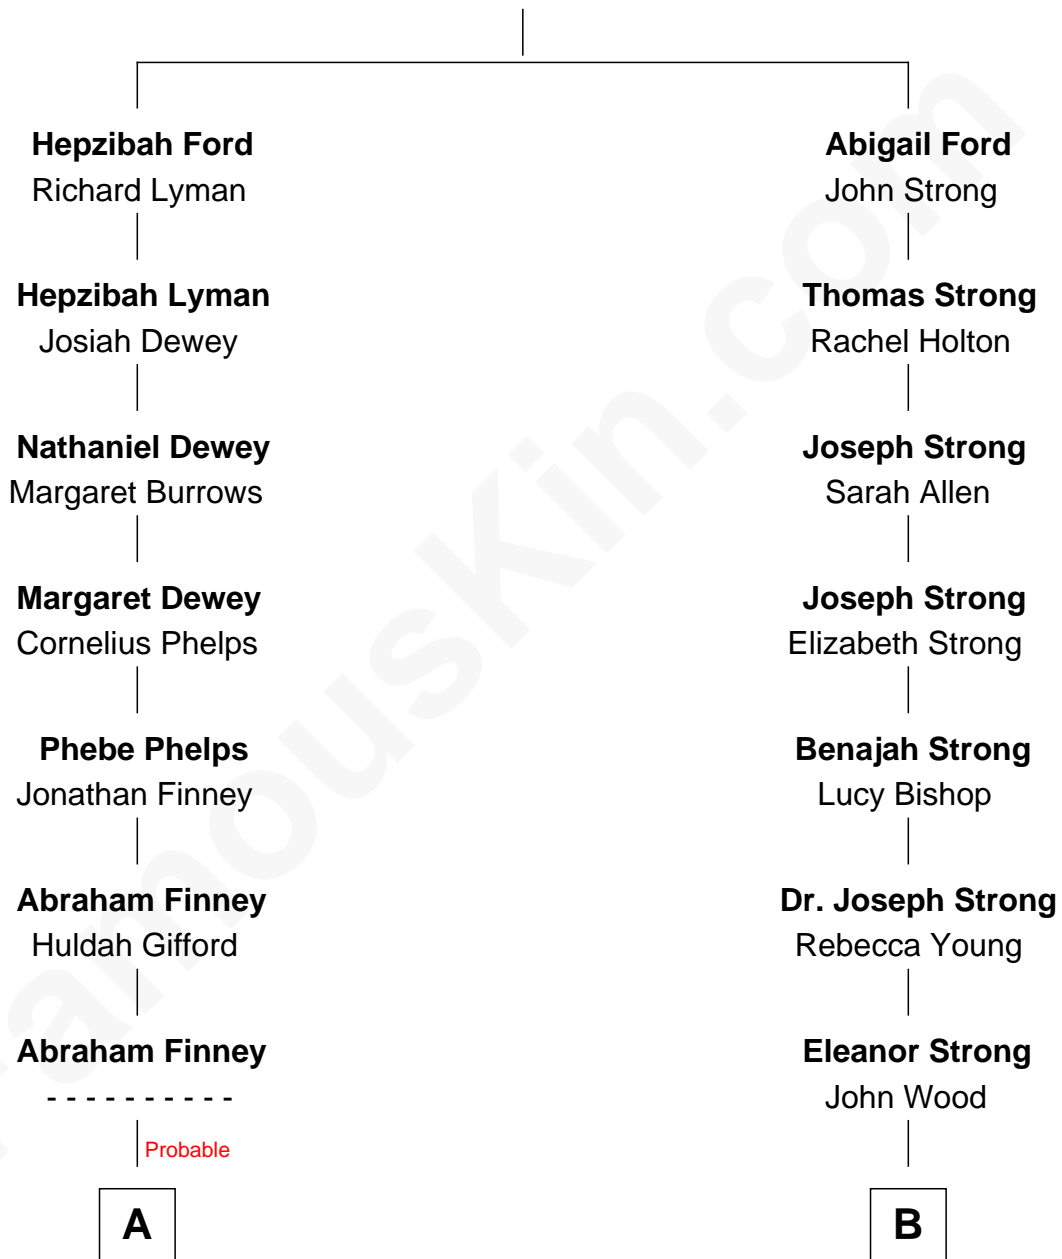 Hepzibah Ford
Richard Lyman
Hepzibah Lyman
Josiah Dewey
Nathaniel Dewey
Margaret Burrows
Margaret Dewey
Cornelius Phelps
Phebe Phelps
Jonathan Finney
Abraham Finney
Huldah Gifford
Abraham Finney
- - - - - - - - - -
Probable
A
Abigail Ford
John Strong
Thomas Strong
Rachel Holton
Joseph Strong
Sarah Allen
Joseph Strong
Elizabeth Strong
Benajah Strong
Lucy Bishop
Dr. Joseph Strong
Rebecca Young
Eleanor Strong
John Wood
B
FamousKin.com